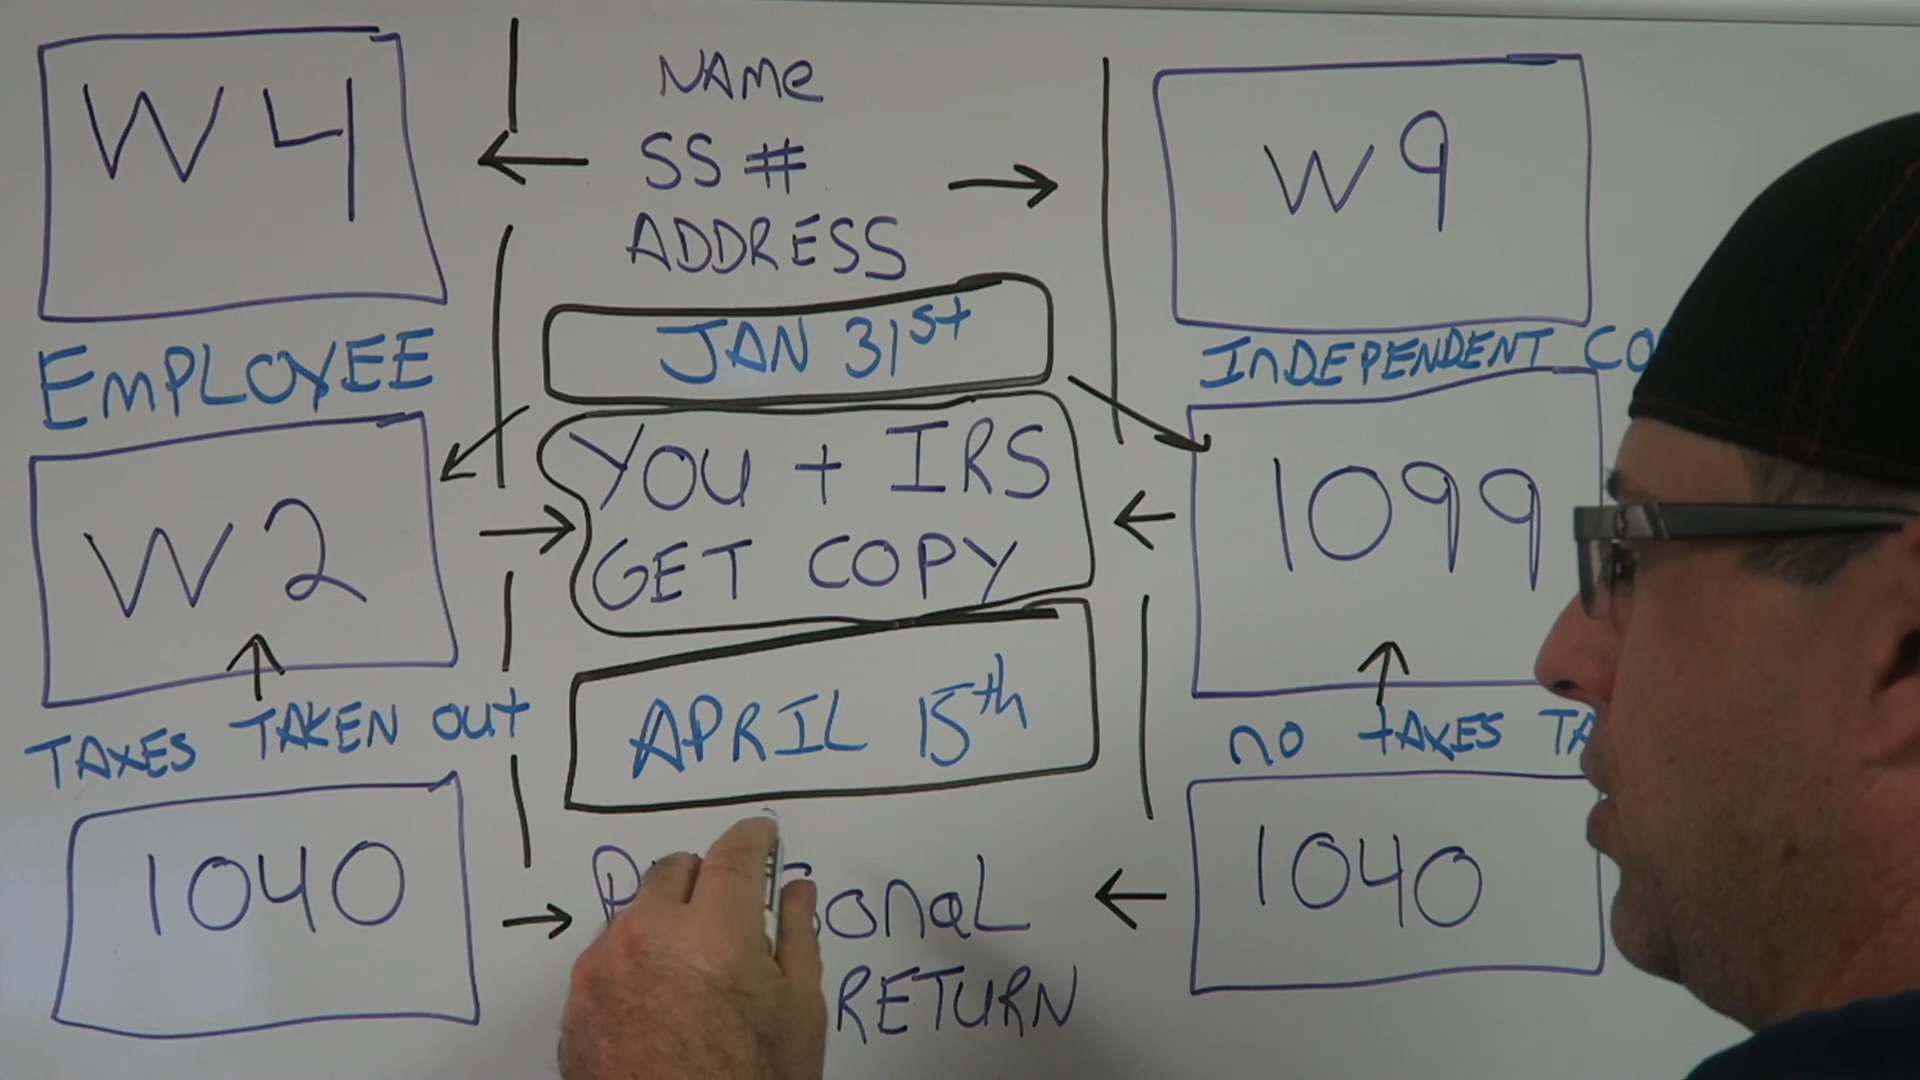 W4
NAMe
SS #
ADDRESS
W9
EmPLOYEE
JAN 31st
InDEPENDENT
W2
YOU + IRS
GET COPY
1099
TAXES TAKEN OUT
APRIL 15th
no tAXES
1040
1040
RETURN